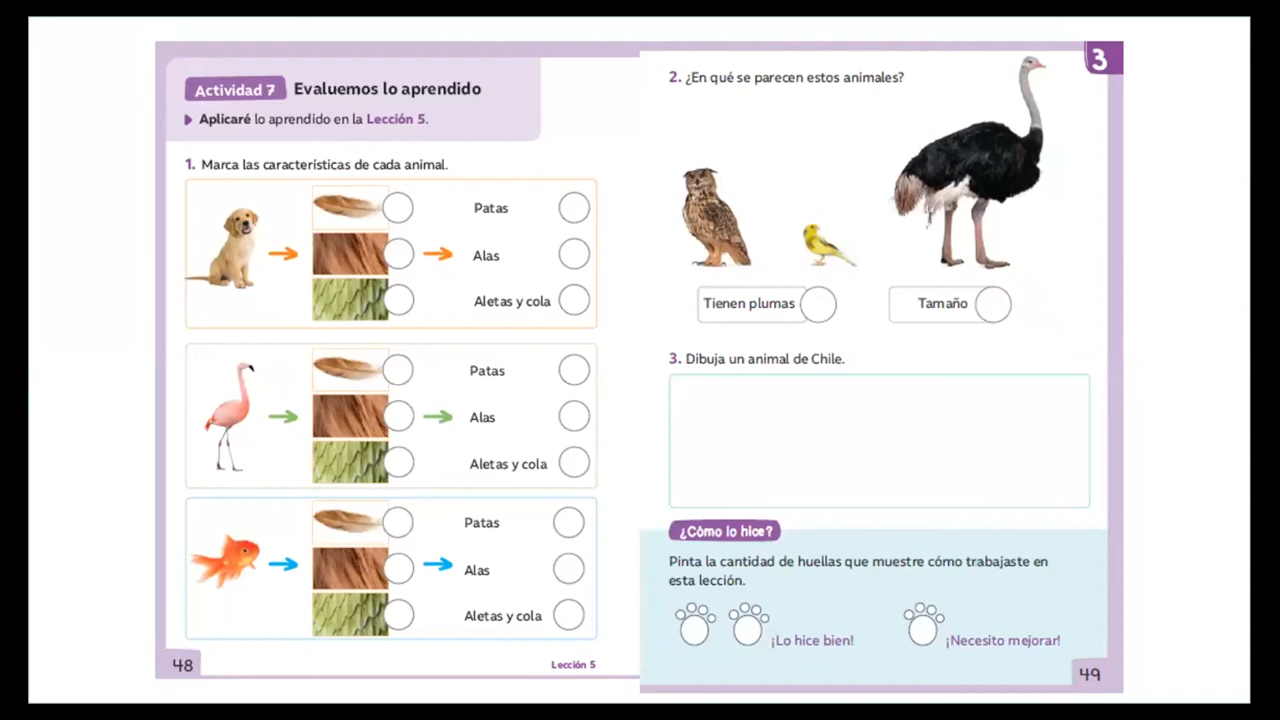 Actividad 7 Evaluemos lo aprendido
Aplicaré lo aprendido en la Lección 5.
1. Marca las características de cada animal.
Patas
Alas
Aletas y cola
Patas
Alas
Aletas y cola
Patas
Alas
Aletas y cola
48
Lección 5
3
2. ¿En qué se parecen estos animales?
Tienen plumas
Tamaño
3. Dibuja un animal de Chile.
¿Cómo lo hice?
Pinta la cantidad de huellas que muestre cómo trabajaste en
esta lección.
¡Lo hice bien!
¡Necesito mejorar!
49